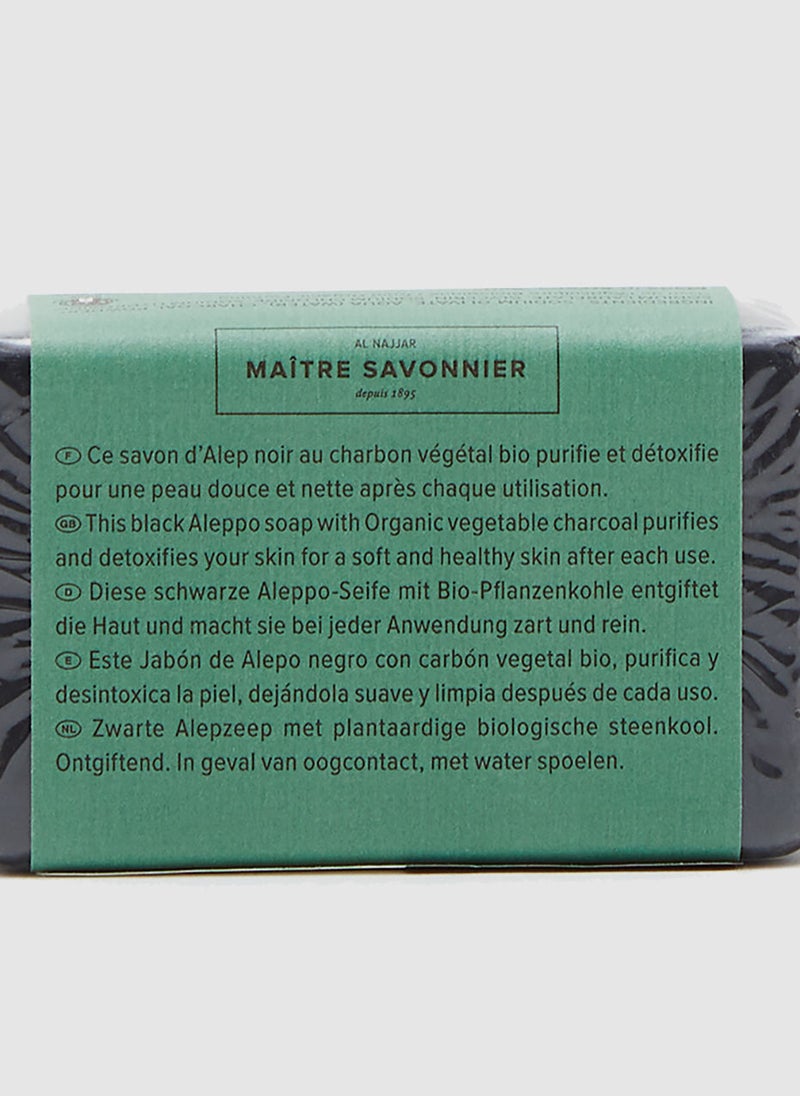 AL NAJJAR
MAÎTRE SAVONNIER
depuis 1895
F Ce savon d'Alep noir au charbon végétal bio purifie et détoxifie
pour une peau douce et nette après chaque utilisation.
GB This black Aleppo soap with Organic vegetable charcoal purifies
and detoxifies your skin for a soft and healthy skin after each use.
D Diese schwarze Aleppo-Seife mit Bio-Pflanzenkohle entgiftet
die Haut und macht sie bei jeder Anwendung zart und rein.
E Este Jabón de Alepo negro con carbón vegetal bio, purifica y
desintoxica la piel, dejándola suave y limpia después de cada uso.
NL Zwarte Alepzeep met plantaardige biologische steenkool.
Ontgiftend. In geval van oogcontact, met water spoelen.